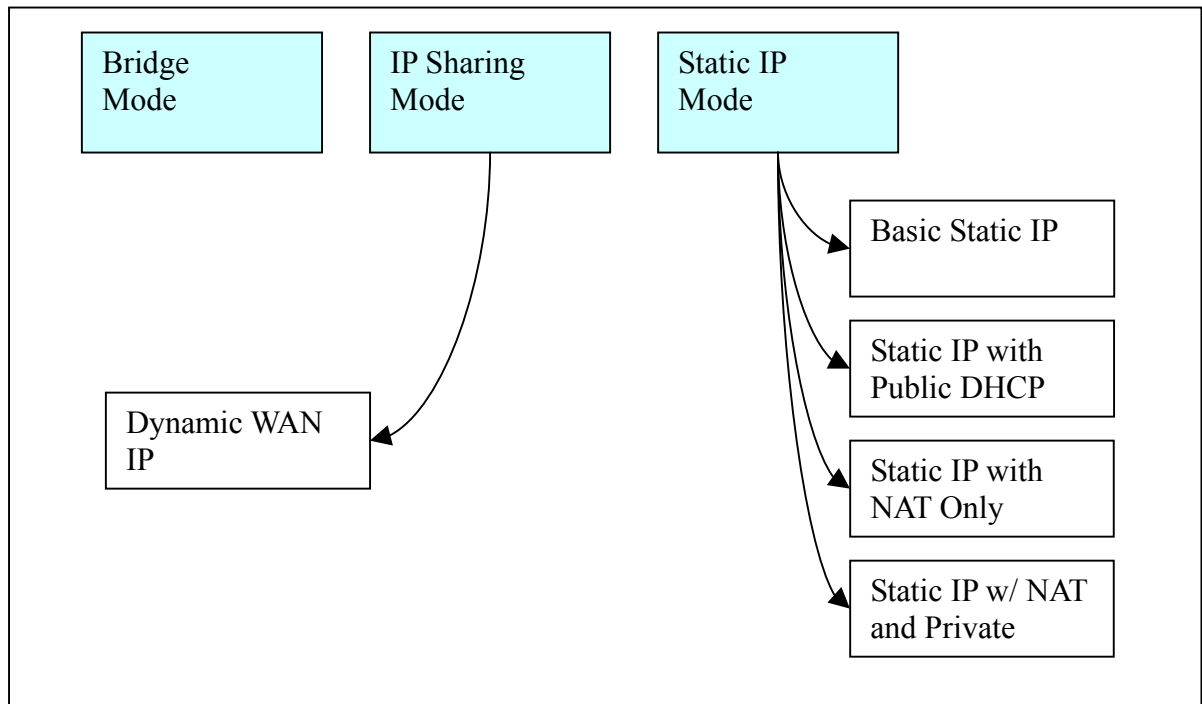 Bridge
Mode
IP Sharing
Mode
Static IP
Mode
Basic Static IP
Static IP with
Public DHCP
Dynamic WAN
IP
Static IP with
NAT Only
Static IP w/ NAT
and Private